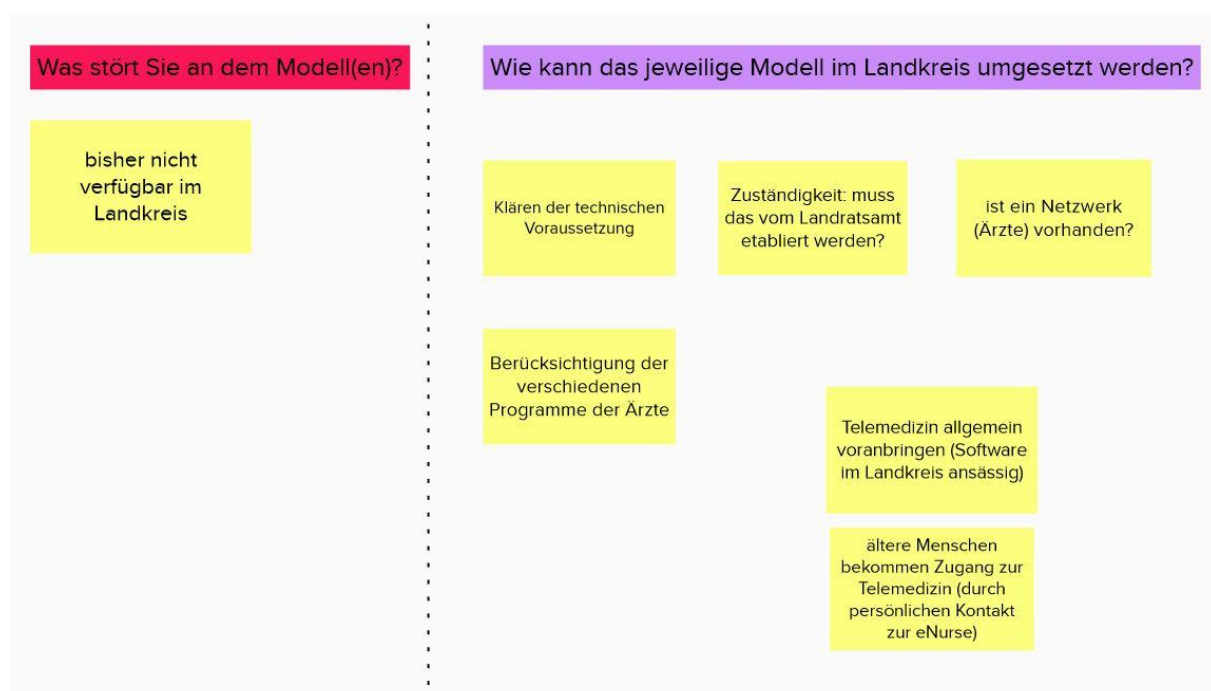 Was stört Sie an dem Modell(en)?
bisher nicht
verfügbar im
Landkreis
Wie kann das jeweilige Modell im Landkreis umgesetzt werden?
Klären der technischen
Voraussetzung
Zuständigkeit: muss
das vom Landratsamt
etabliert werden?
ist ein Netzwerk
(Ärzte) vorhanden?
Berücksichtigung der
verschiedenen
Programme der Ärzte
Telemedizin allgemein
voranbringen (Software
im Landkreis ansässig)
ältere Menschen
bekommen Zugang zur
Telemedizin (durch
persönlichen Kontakt
zur eNurse)